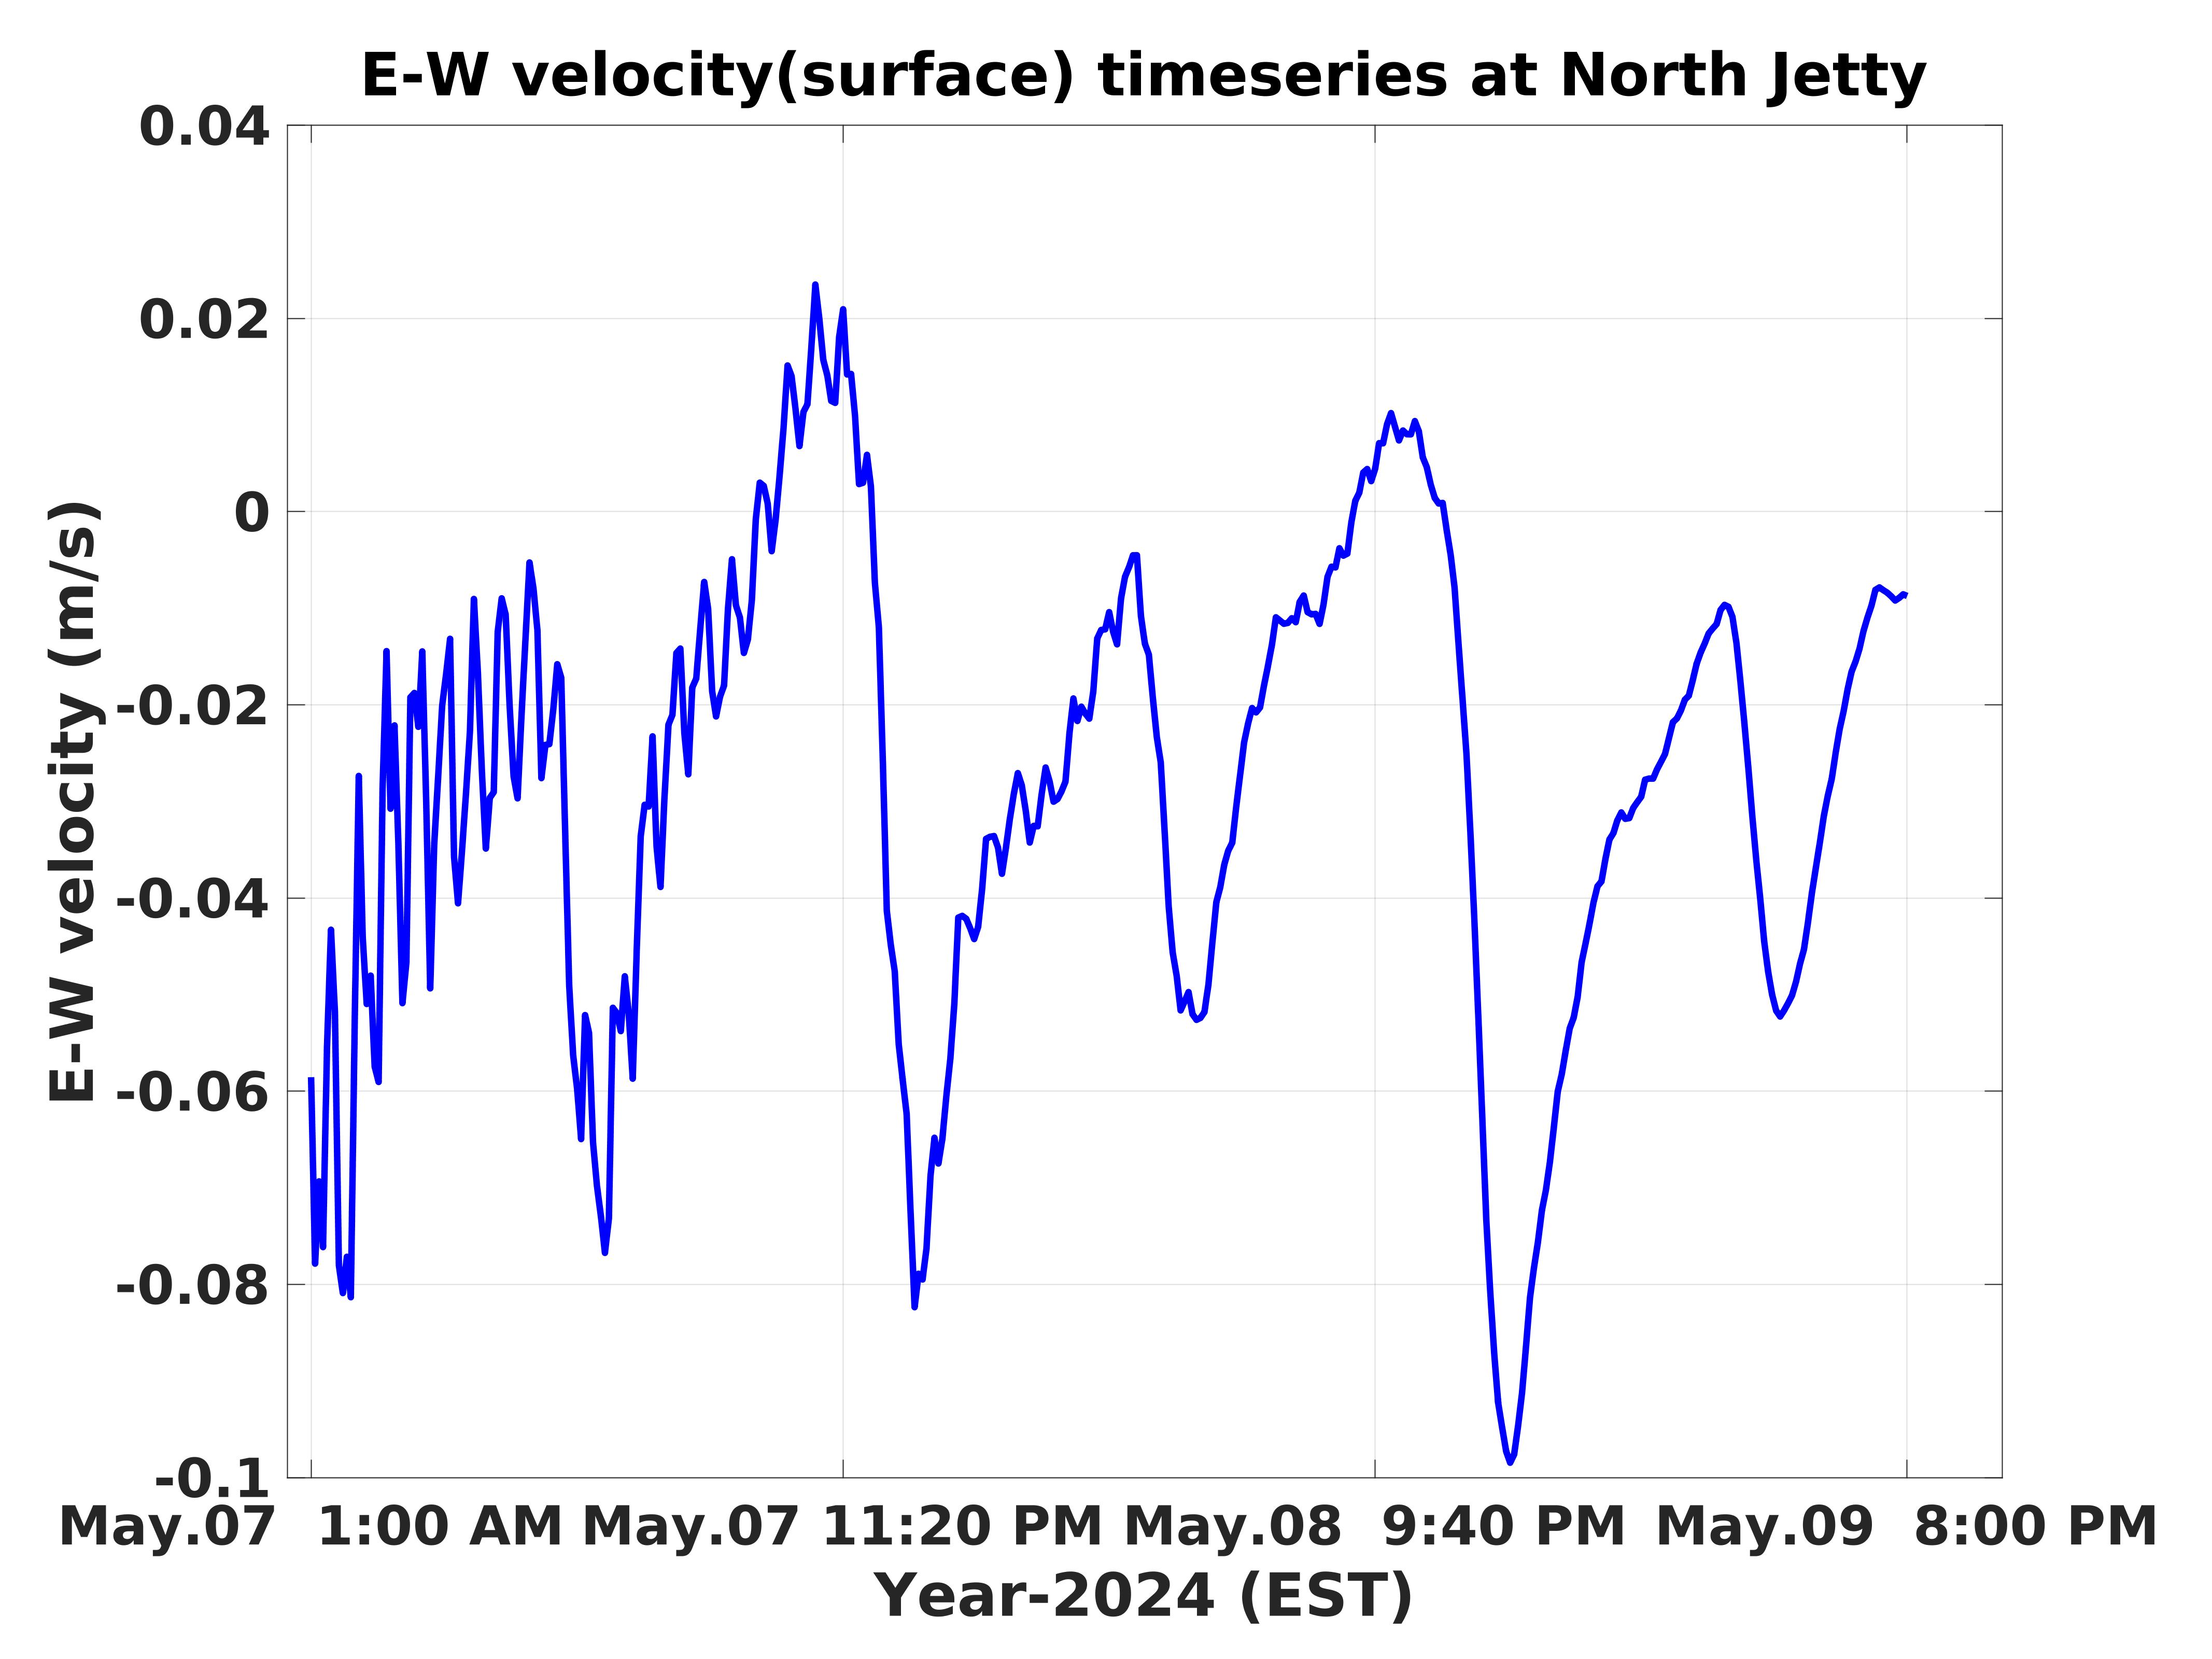 E-W velocity(surface) timeseries at North Jetty
0.04
0.02
0
-0.02
-0.04
-0.06
-0.08
-0.1
E-W velocity (m/s)
May.07 1:00 AM May.07 11:20 PM May.08 9:40 PM May.09 8:00 PM
Year-2024 (EST)